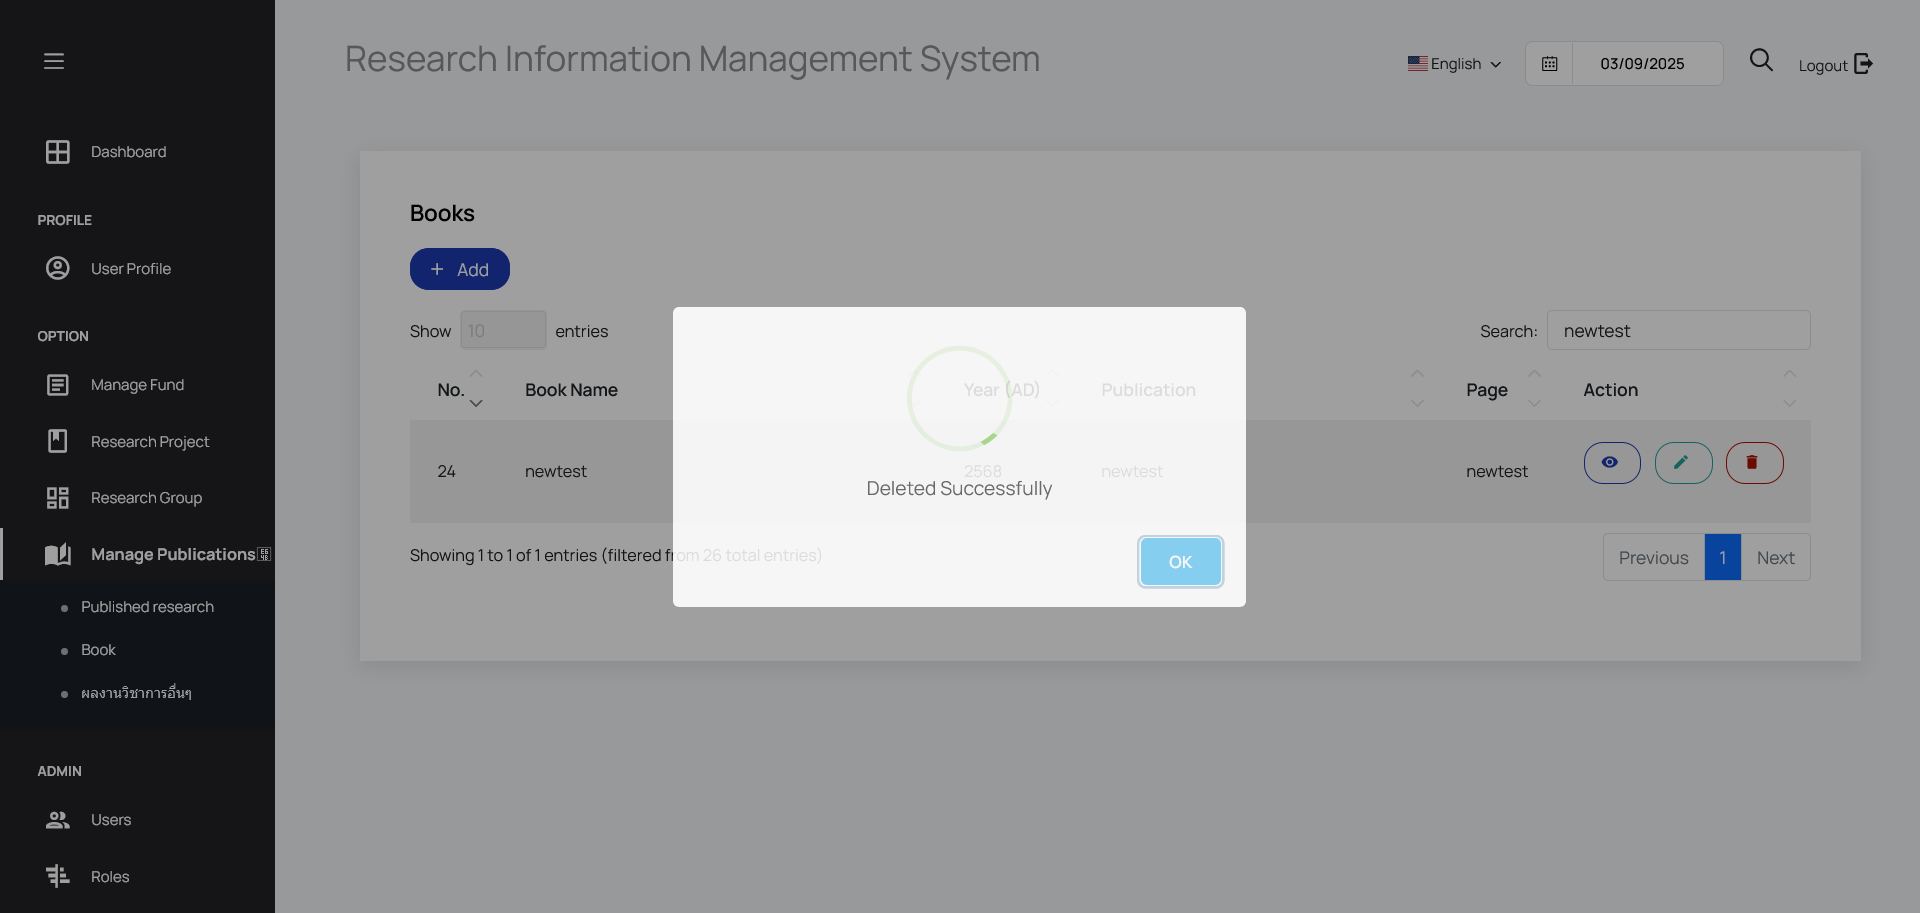 Research Information Management System
English
03/09/2025
Logout
Dashboard
PROFILE
User Profile
OPTION
Manage Fund
Research Project
Research Group
Manage Publications
Published research
Book
ผลงานวิชาการอื่นๆ
ADMIN
Users
Roles
Books
+ Add
Show 10 entries
Search: newtest
No. Book Name Year (AD) Publication Page Action
24 newtest 2568 newtest newtest
Deleted Successfully
OK
Showing 1 to 1 of 1 entries (filtered from 26 total entries)
Previous 1 Next